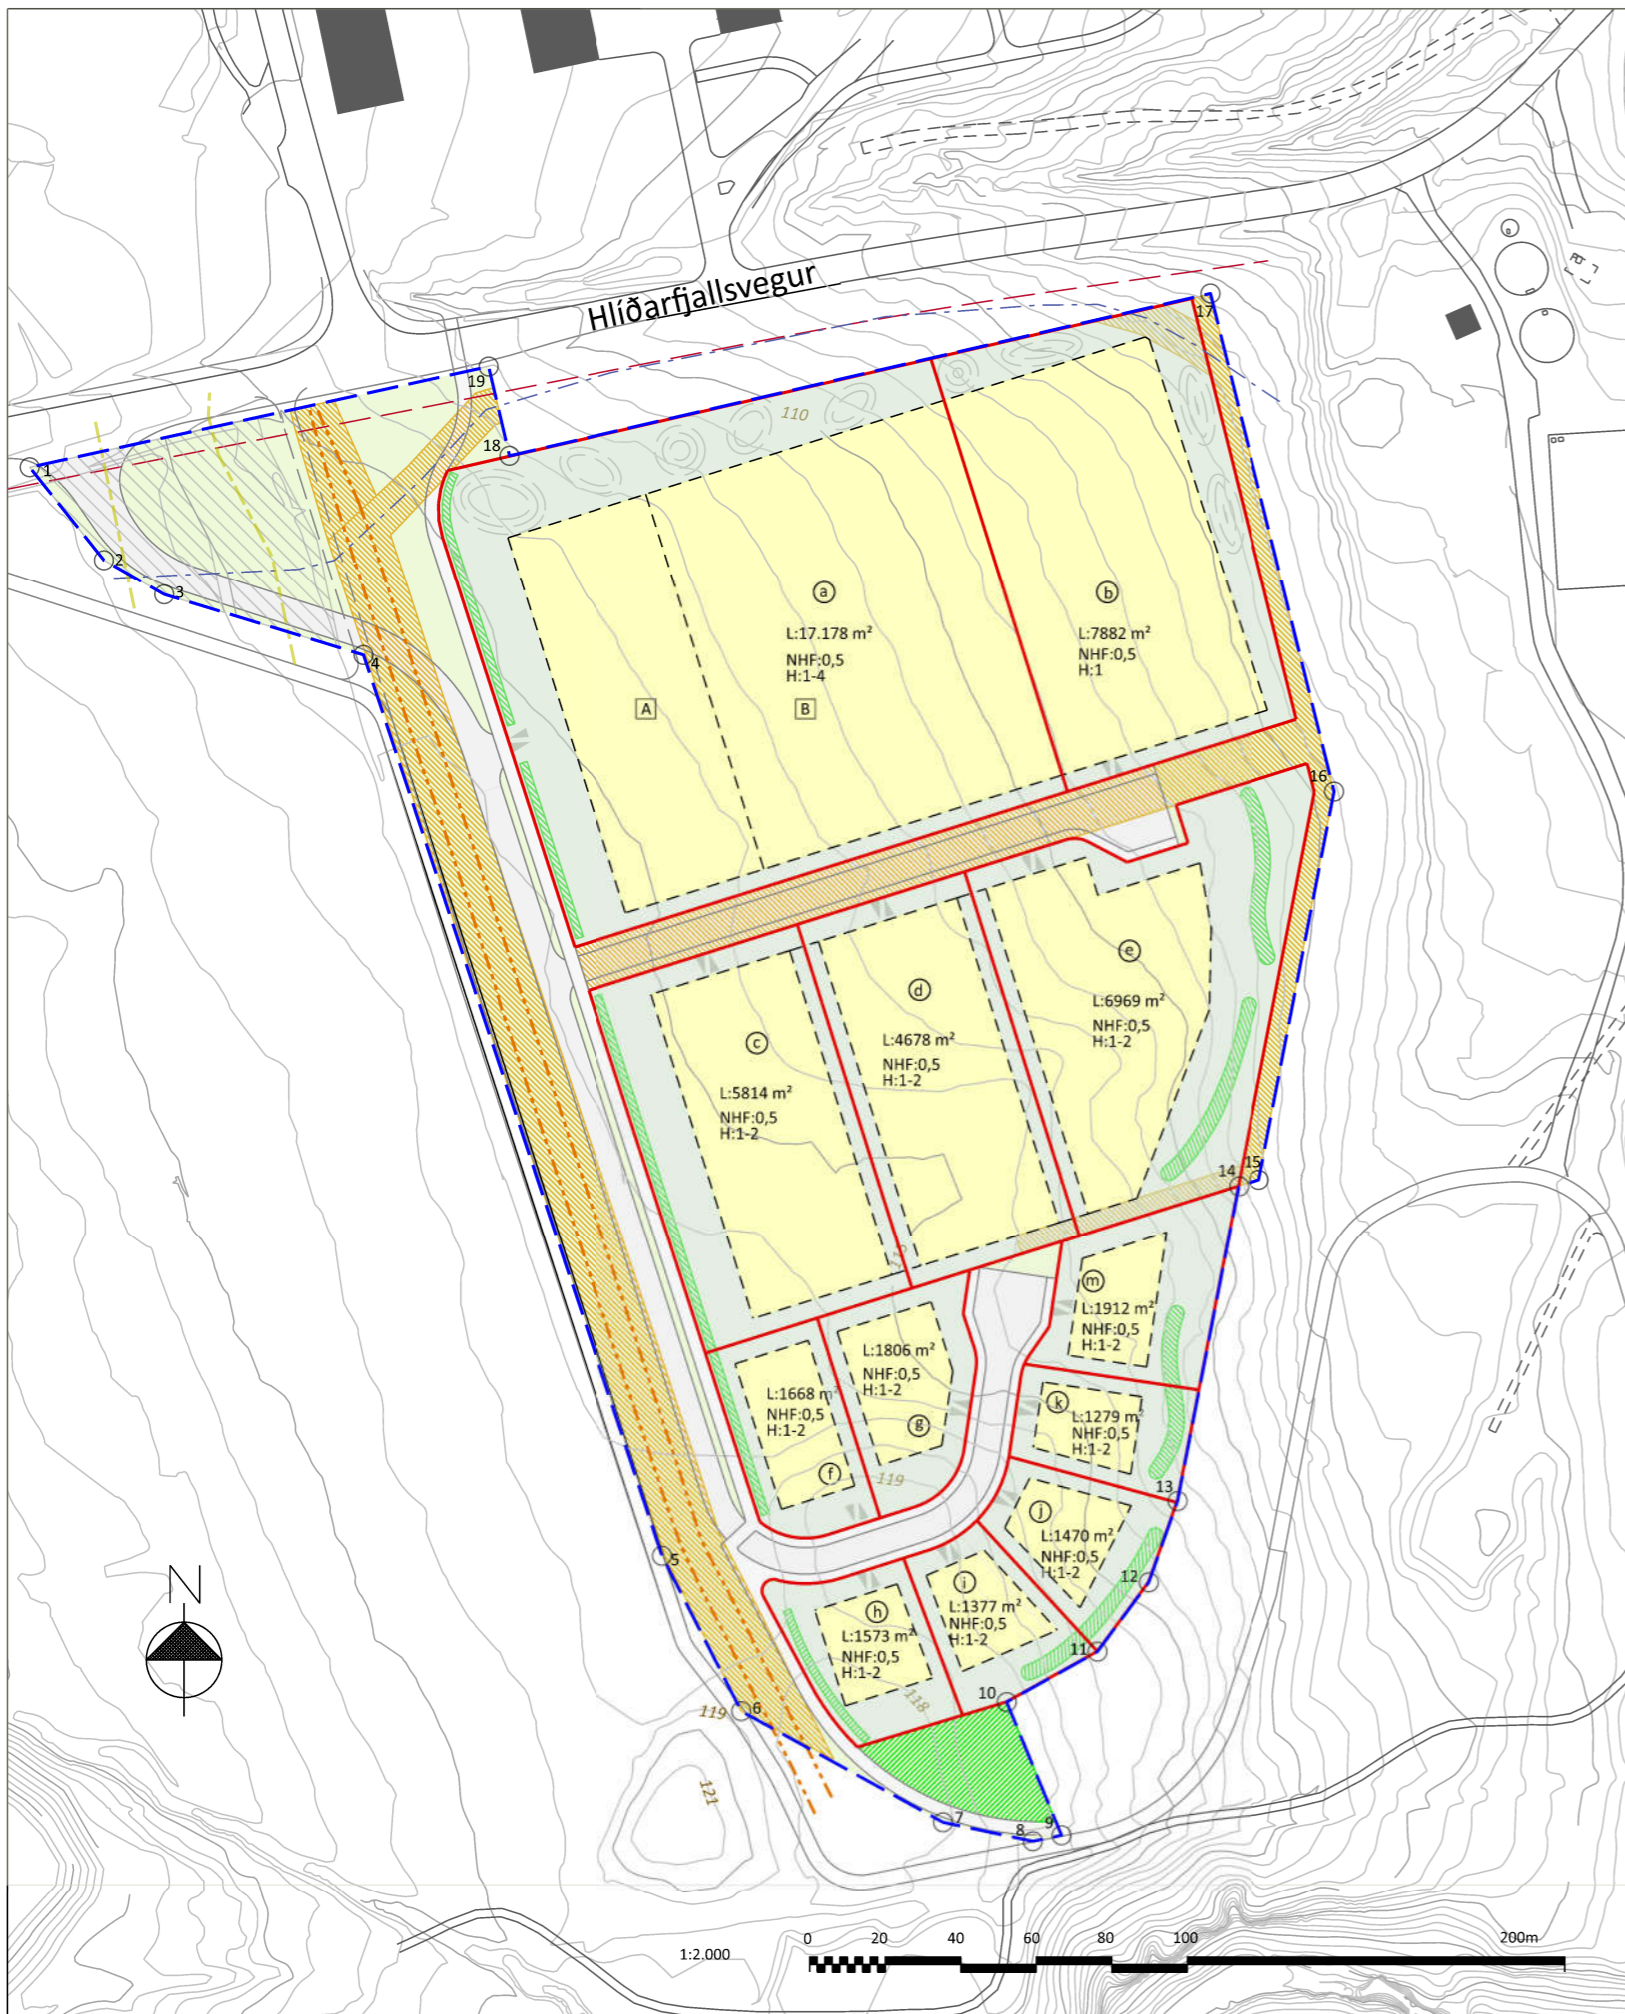 Hlíðarfjallsvegur
17
19
18
1
2
3
4
110
a
L:17.178 m²
NHF:0,5
H:1-4
A
B
b
L:7882 m²
NHF:0,5
H:1
16
c
L:5814 m²
NHF:0,5
H:1-2
d
L:4678 m²
NHF:0,5
H:1-2
e
L:6969 m²
NHF:0,5
H:1-2
14
15
m
L:1912 m²
NHF:0,5
H:1-2
L:1668 m²
NHF:0,5
H:1-2
f
L:1806 m²
NHF:0,5
H:1-2
g
k
L:1279 m²
NHF:0,5
H:1-2
119
13
j
L:1470 m²
NHF:0,5
H:1-2
12
i
L:1377 m²
NHF:0,5
H:1-2
h
L:1573 m²
NHF:0,5
H:1-2
11
10
118
5
N
119
6
121
7
8
9
1:2.000
0 20 40 60 80 100 200m